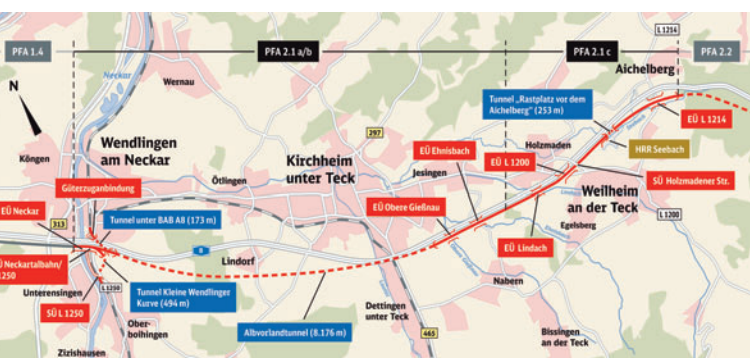 PFA 1.4
PFA 2.1 a/b
PFA 2.1 c
PFA 2.2
L 1214
Aichelberg
Neckar
Wernau
N
Tunnel „Rastplatz vor dem
Aichelberg" (253 m)
EÜ L 1214
Köngen
Wendlingen
am Neckar
297
EÜ Ehnisbach
Holzmaden
HRR Seebach
Kirchheim
unter Teck
EÜ L 1200
Jesingen
SÜ Holzmadener Str.
Güterzuganbindung
Ötlingen
Weilheim
an der Teck
EÜ Neckar
EÜ Obere Gießnau
L 1200
313
Tunnel unter BAB A8 (173 m)
Egelsberg
8
EÜ Lindach
Lindorf
Neckartalbahn/
1250
Nabern
Unterensingen
L 1250
Tunnel Kleine Wendlinger
Kurve (494 m)
SÜ L 1250
Dettingen
unter Teck
Ober-
boihingen
Albvorlandtunnel (8.176 m)
465
Bissingen
an der Teck
Zizishausen